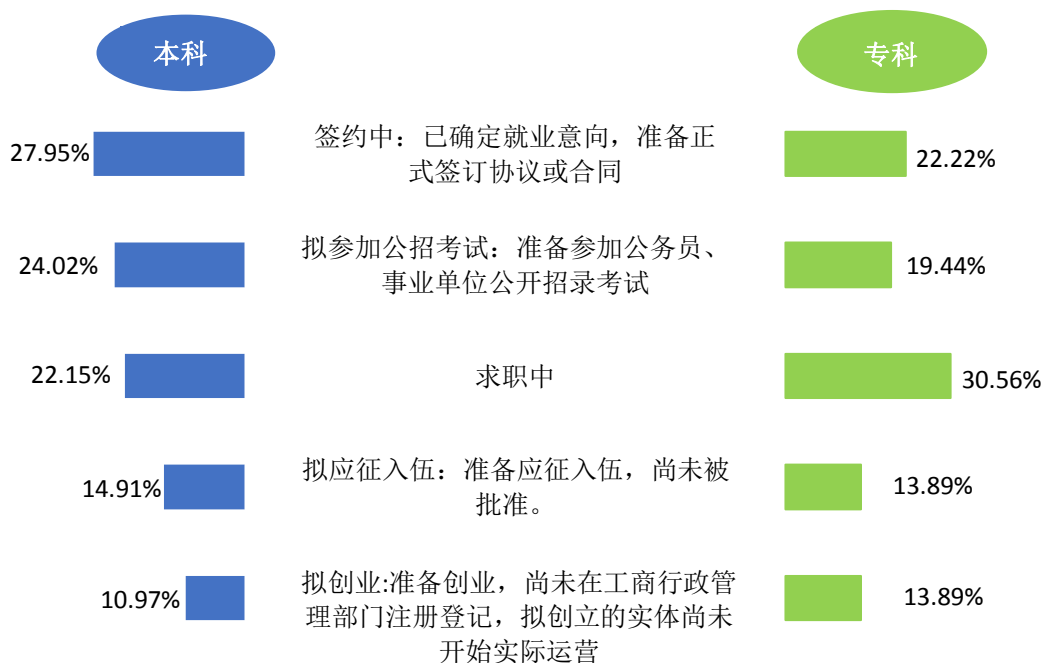 本科
专科
27.95%
签约中：已确定就业意向，准备正
式签订协议或合同
22.22%
24.02%
拟参加公招考试：准备参加公务员、
事业单位公开招录考试
19.44%
22.15%
求职中
30.56%
14.91%
拟应征入伍：准备应征入伍，尚未被
批准。
13.89%
10.97%
拟创业:准备创业，尚未在工商行政管
理部门注册登记，拟创立的实体尚未
开始实际运营
13.89%